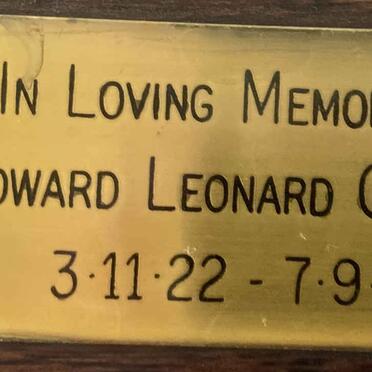 In Loving Memo
oward Leonard
3·11·22 - 7·9·